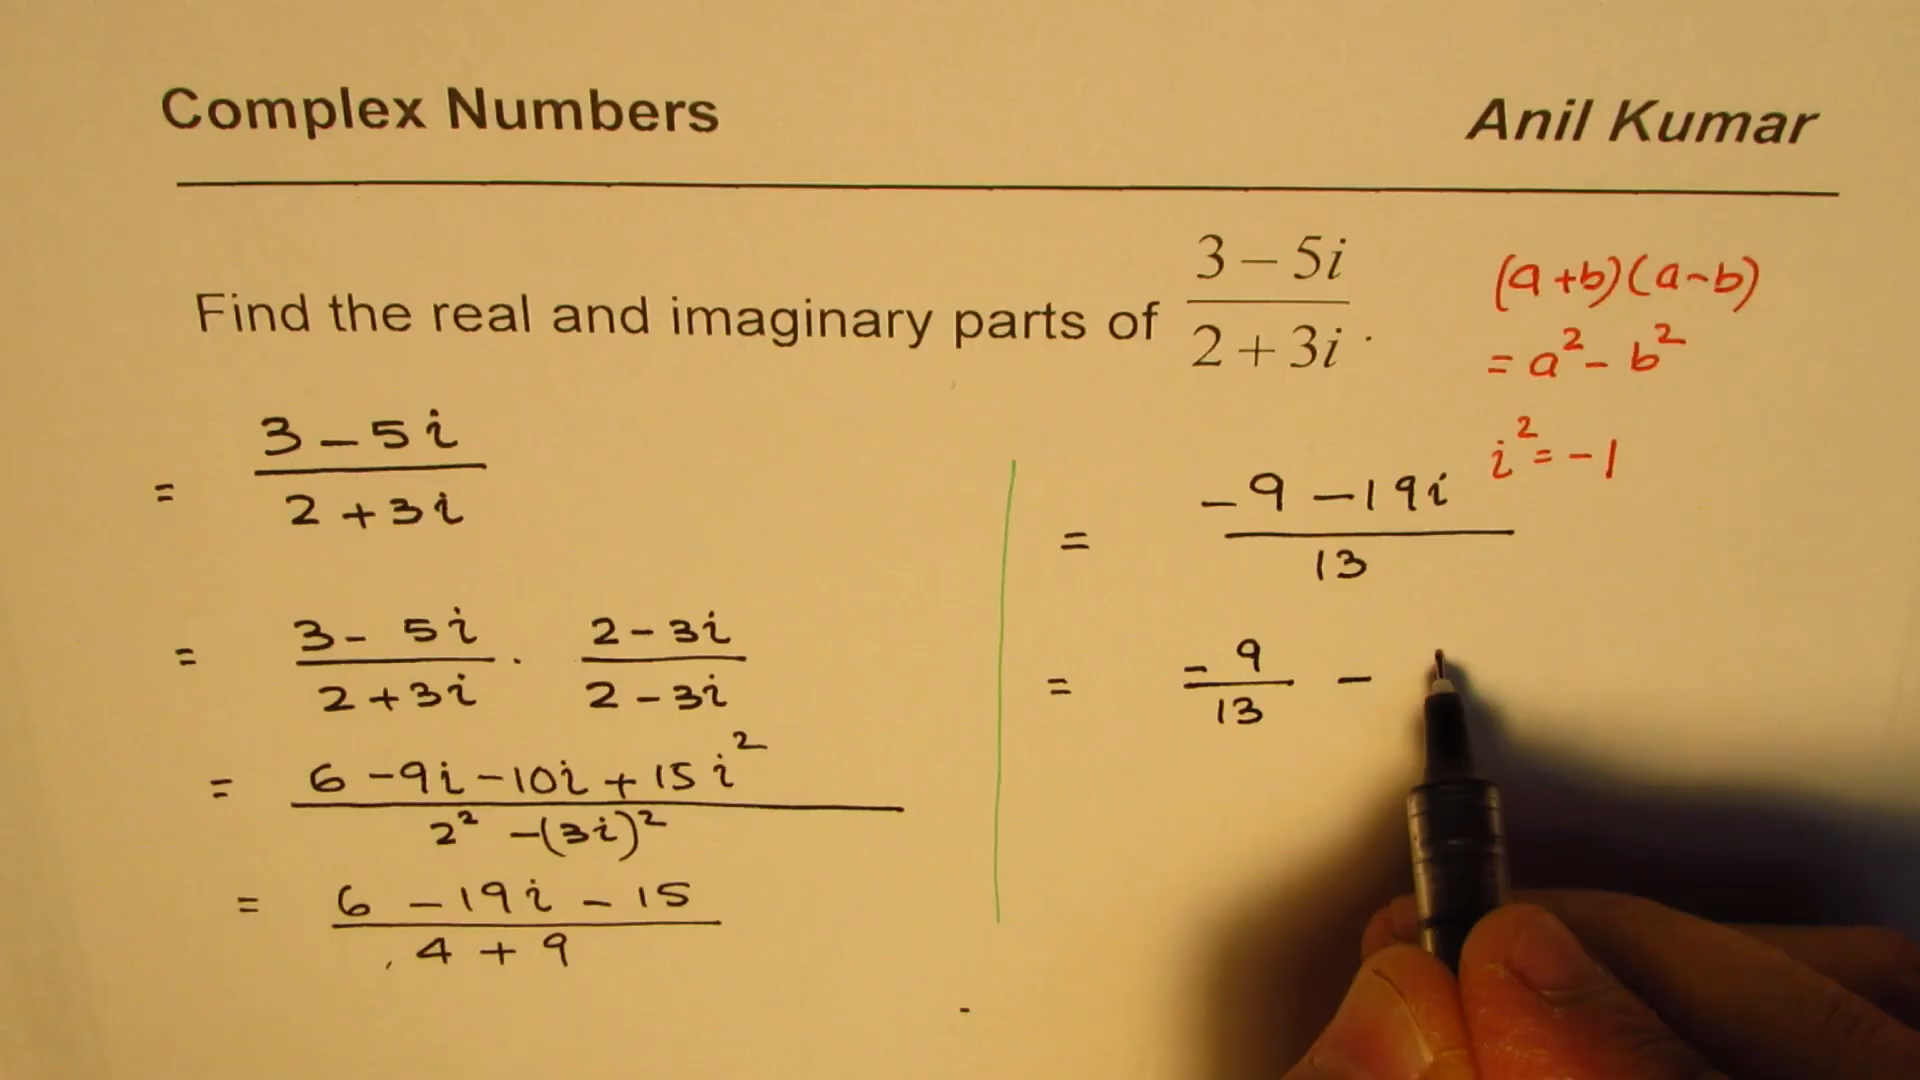 Complex Numbers
Anil Kumar
Find the real and imaginary parts of (3 – 5i)/(2 + 3i).
(a+b)(a-b)
= a² - b²
i² = -1
= (3 - 5i)/(2 + 3i)
= (3 - 5i)/(2 + 3i) · (2 - 3i)/(2 - 3i)
= (6 - 9i - 10i + 15i²)/(2² - (3i)²)
= (6 - 19i - 15)/(4 + 9)
= (-9 - 19i)/13
= -9/13 -